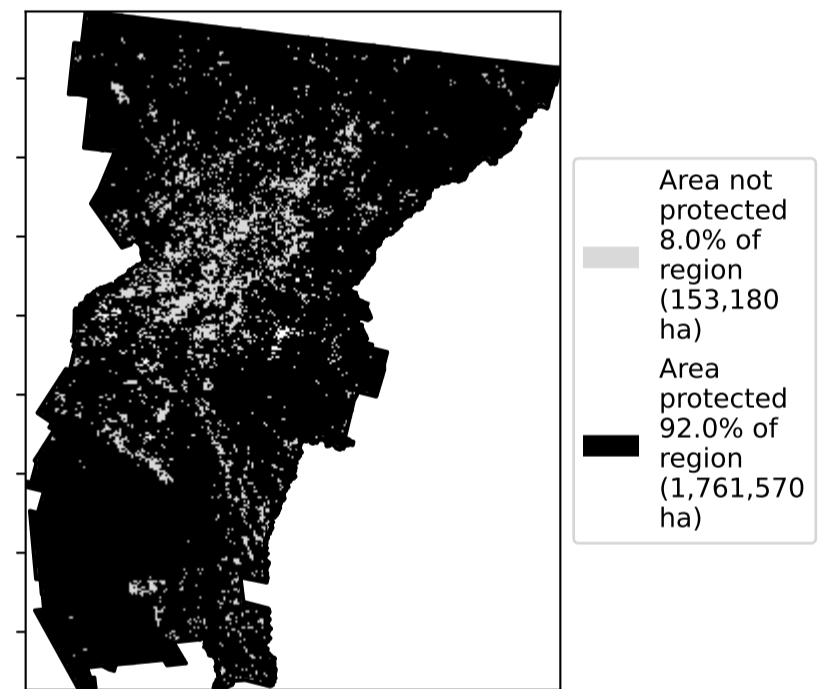 Area not
protected
8.0% of
region
(153,180
ha)
Area
protected
92.0% of
region
(1,761,570
ha)